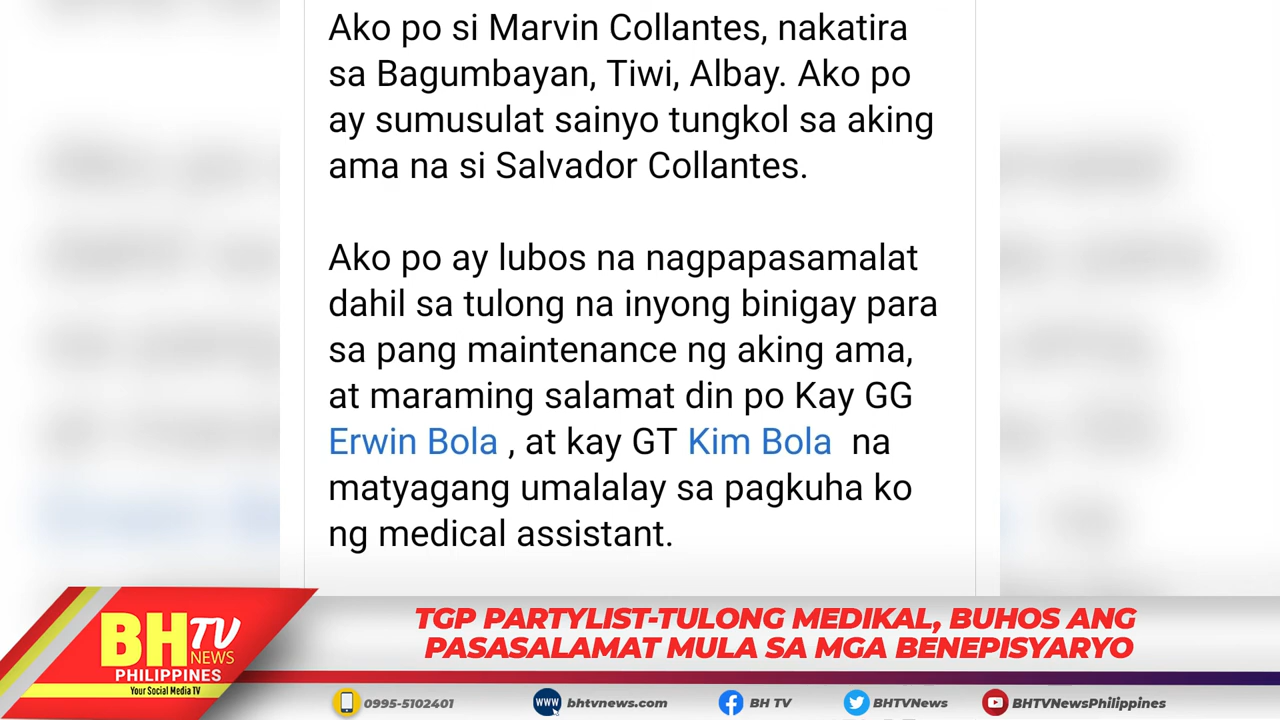 Ako po si Marvin Collantes, nakatira
sa Bagumbayan, Tiwi, Albay. Ako po
ay sumusulat sainyo tungkol sa aking
ama na si Salvador Collantes.
Ako po ay lubos na nagpapasamalat
dahil sa tulong na inyong binigay para
sa pang maintenance ng aking ama,
at maraming salamat din po Kay GG
Erwin Bola , at kay GT Kim Bola na
matyagang umalalay sa pagkuha ko
ng medical assistant.
BH TV
NEWS
PHILIPPINES
Your Social Media TV
TGP PARTYLIST-TULONG MEDIKAL, BUHOS ANG
PASASALAMAT MULA SA MGA BENEPISYARYO
0995-5102401 WWW bhtvnews.com BH TV BHTVNews BHTVNewsPhilippines